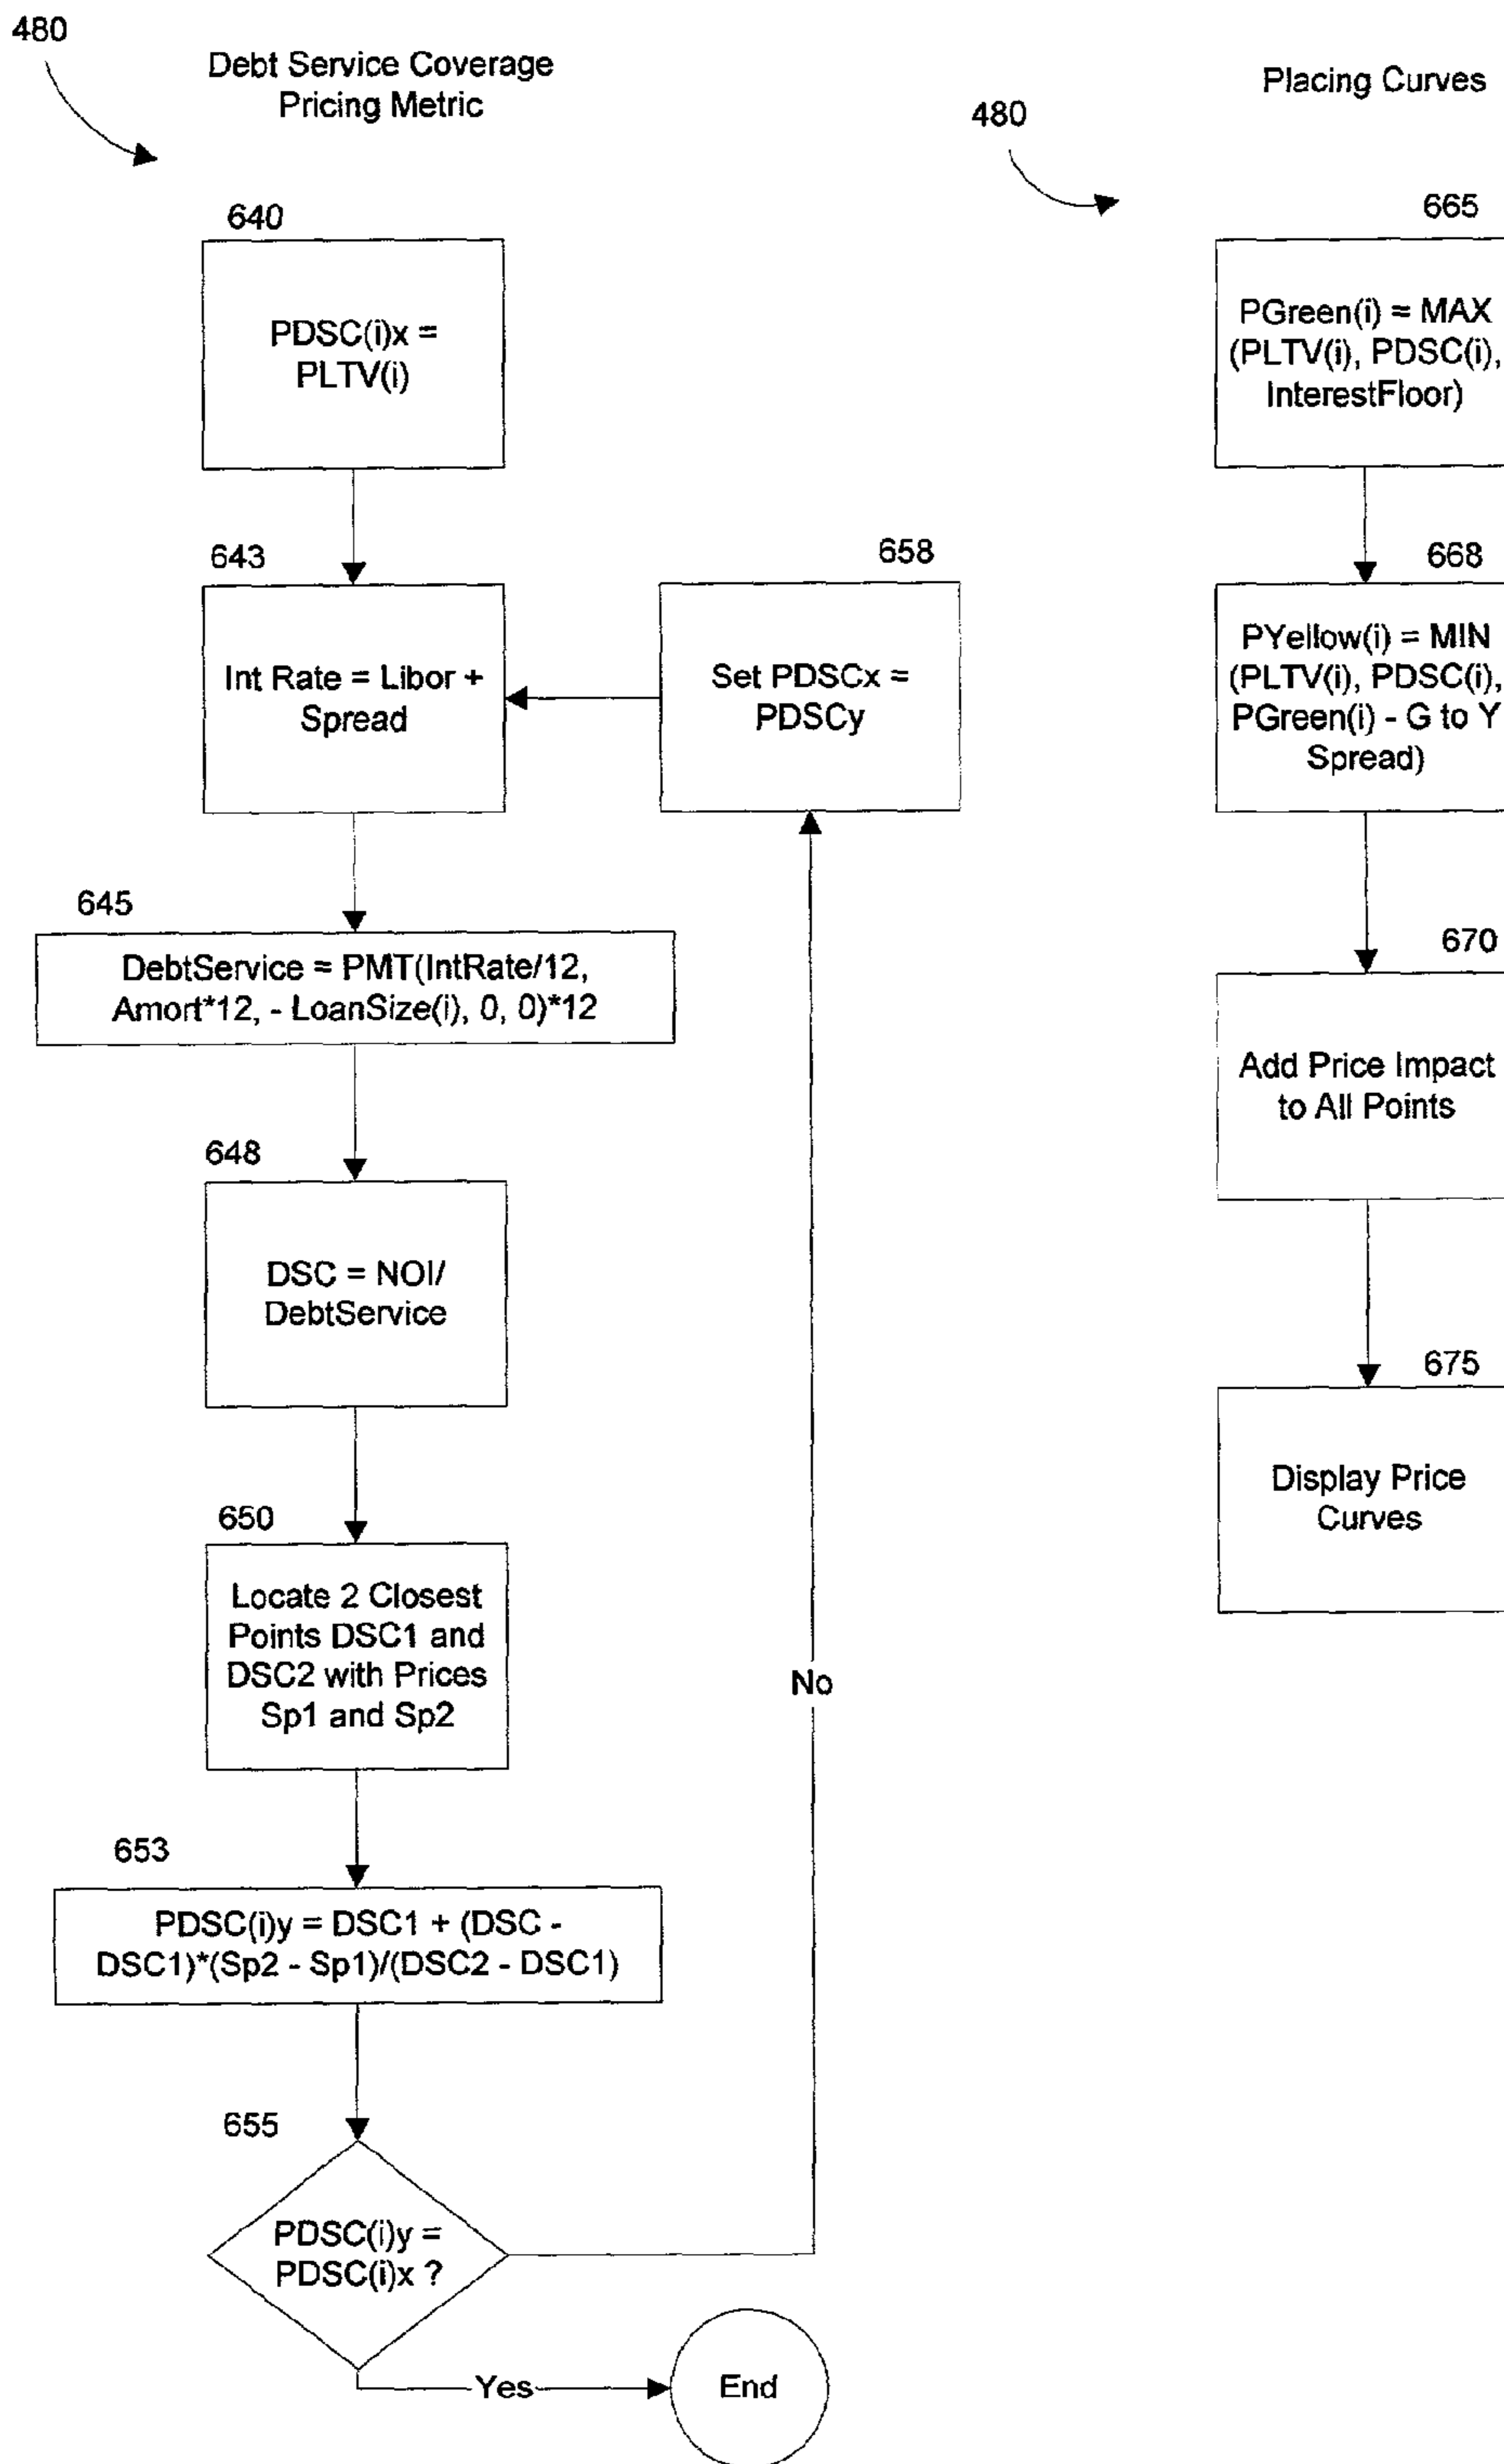 480
Debt Service Coverage
Pricing Metric
640
PDSC(i)x =
PLTV(i)
643
Int Rate = Libor +
Spread
658
Set PDSCx =
PDSCy
645
DebtService = PMT(IntRate/12,
Amort*12, - LoanSize(i), 0, 0)*12
648
DSC = NOI/
DebtService
650
Locate 2 Closest
Points DSC1 and
DSC2 with Prices
Sp1 and Sp2
No
653
PDSC(i)y = DSC1 + (DSC -
DSC1)*(Sp2 - Sp1)/(DSC2 - DSC1)
655
PDSC(i)y =
PDSC(i)x ?
Yes
End
Placing Curves
480
665
PGreen(i) = MAX
(PLTV(i), PDSC(i),
InterestFloor)
668
PYellow(i) = MIN
(PLTV(i), PDSC(i),
PGreen(i) - G to Y
Spread)
670
Add Price Impact
to All Points
675
Display Price
Curves